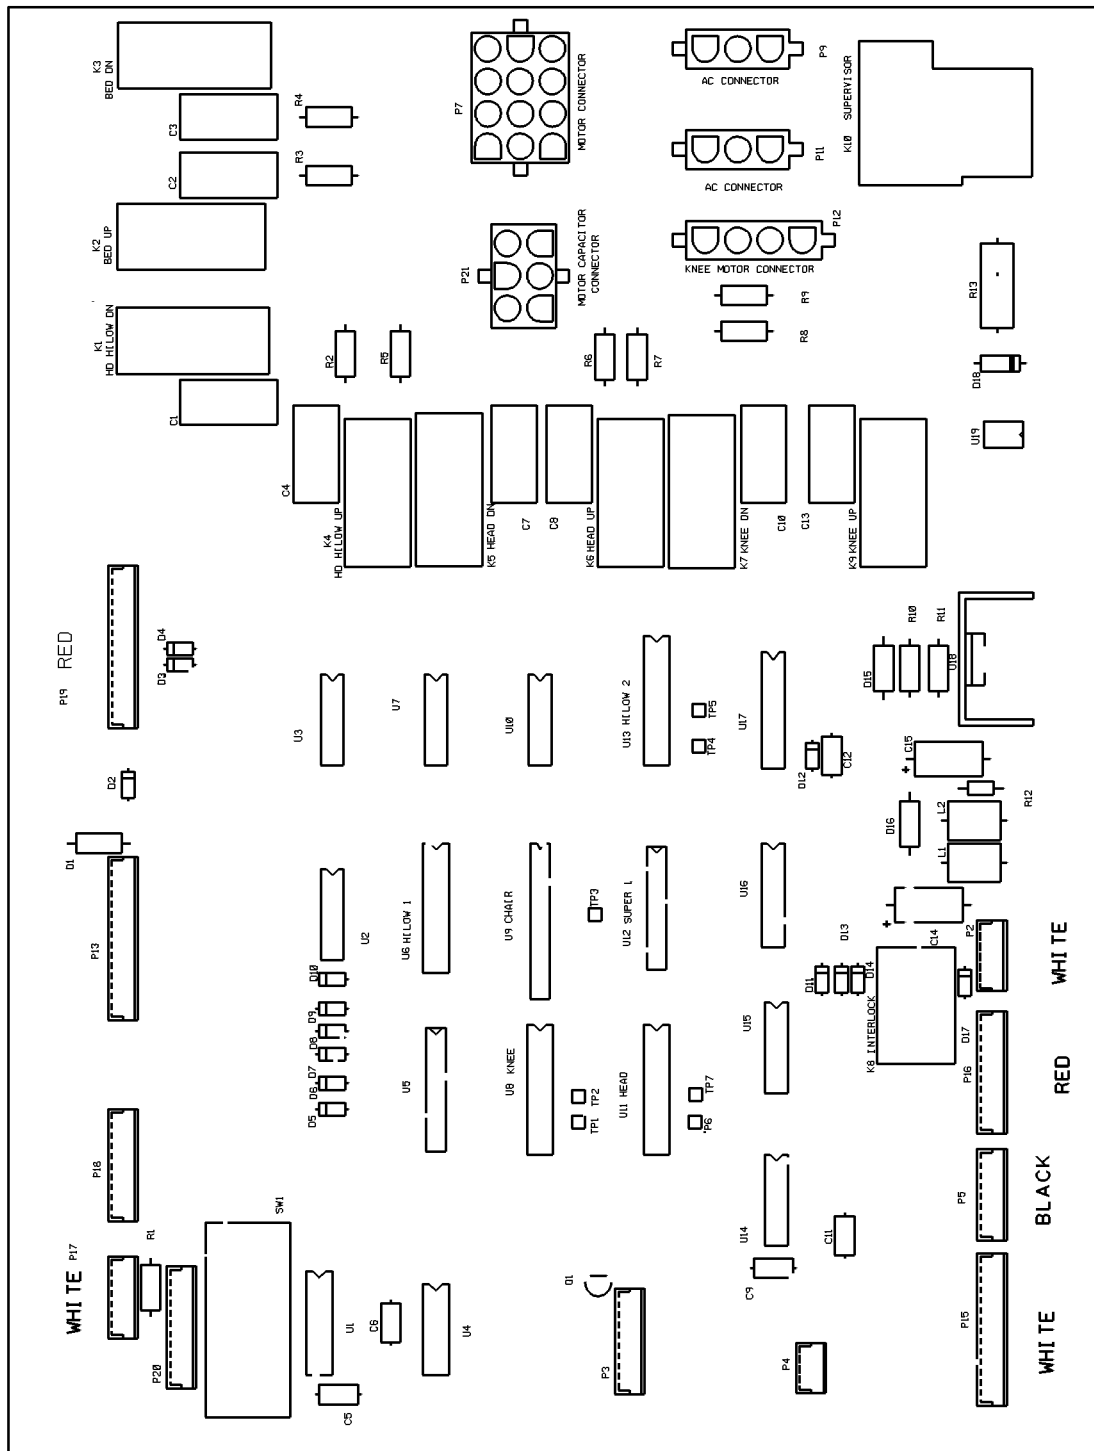 K3
BED DN
C3
R4
C2
R3
K2
BED UP
K1
HD HILOW DN
C1
R2
R5
P7
MOTOR CONNECTOR
P21
MOTOR CAPACITOR
CONNECTOR
P9
AC CONNECTOR
P11
AC CONNECTOR
P12
KNEE MOTOR CONNECTOR
K10 SUPERVISOR
R9
R8
R6
R7
R13
D18
U19
C4
K4
HD HILOW UP
K5 HEAD DN
C7
C8
K6 HEAD UP
K7 KNEE DN
C10
C13
K9 KNEE UP
P19
RED
D4
D3
U3
U7
U10
U13 HILOW 2
TP5
TP4
U17
D12
C12
D15
R10
R11
U18
C15
+
D2
D1
R12
D16
L2
L1
P13
U2
U6 HILOW 1
U9 CHAIR
TP3
U12 SUPER 1
U16
D13
+
C14
P2
WHITE
D10
D9
D8
D7
D6
D5
U5
U8 KNEE
TP2
TP1
U11 HEAD
TP7
'P6
U15
D11
D14
K8 INTERLOCK
D17
P16
RED
P18
SW1
U14
C11
P5
BLACK
P17
R1
WHITE
P20
U1
C6
U4
C5
Q1
P3
C9
P4
P15
WHITE